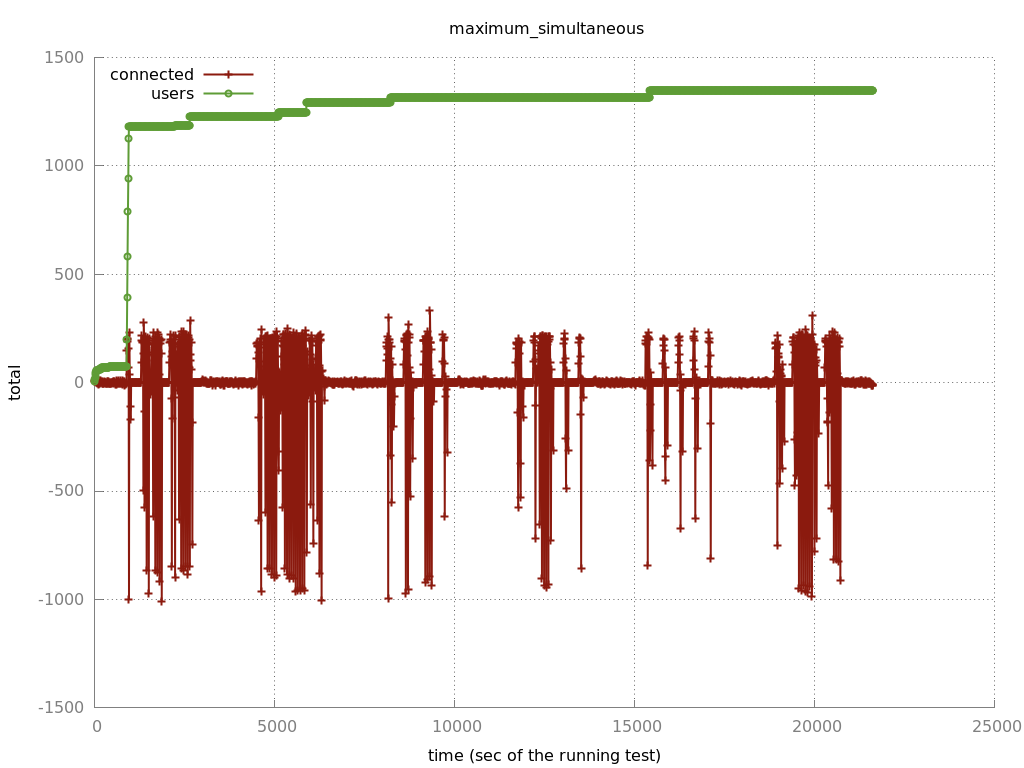 maximum_simultaneous
1500
connected
users
1000
500
total
0
-500
-1000
-1500
0 5000 10000 15000 20000 25000
time (sec of the running test)